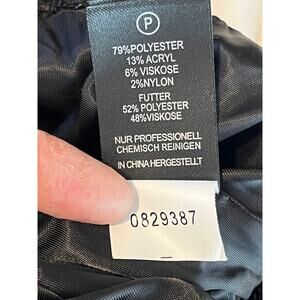 P
79%POLYESTER
13% ACRYL
6% VISKOSE
2%NYLON
FUTTER
52% POLYESTER
48%VISKOSE
NUR PROFESSIONELL
CHEMISCH REINIGEN
IN CHINA HERGESTELLT
0829387